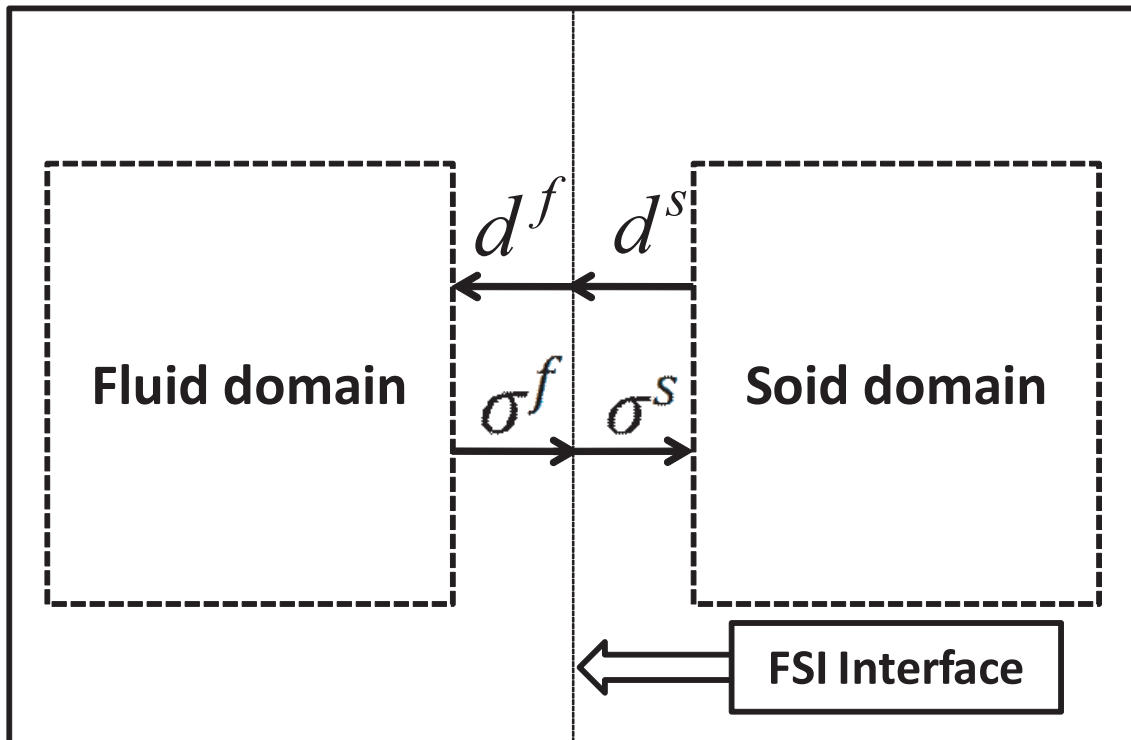 d^f d^s
Fluid domain
σ^f σ^s
Soid domain
FSI Interface